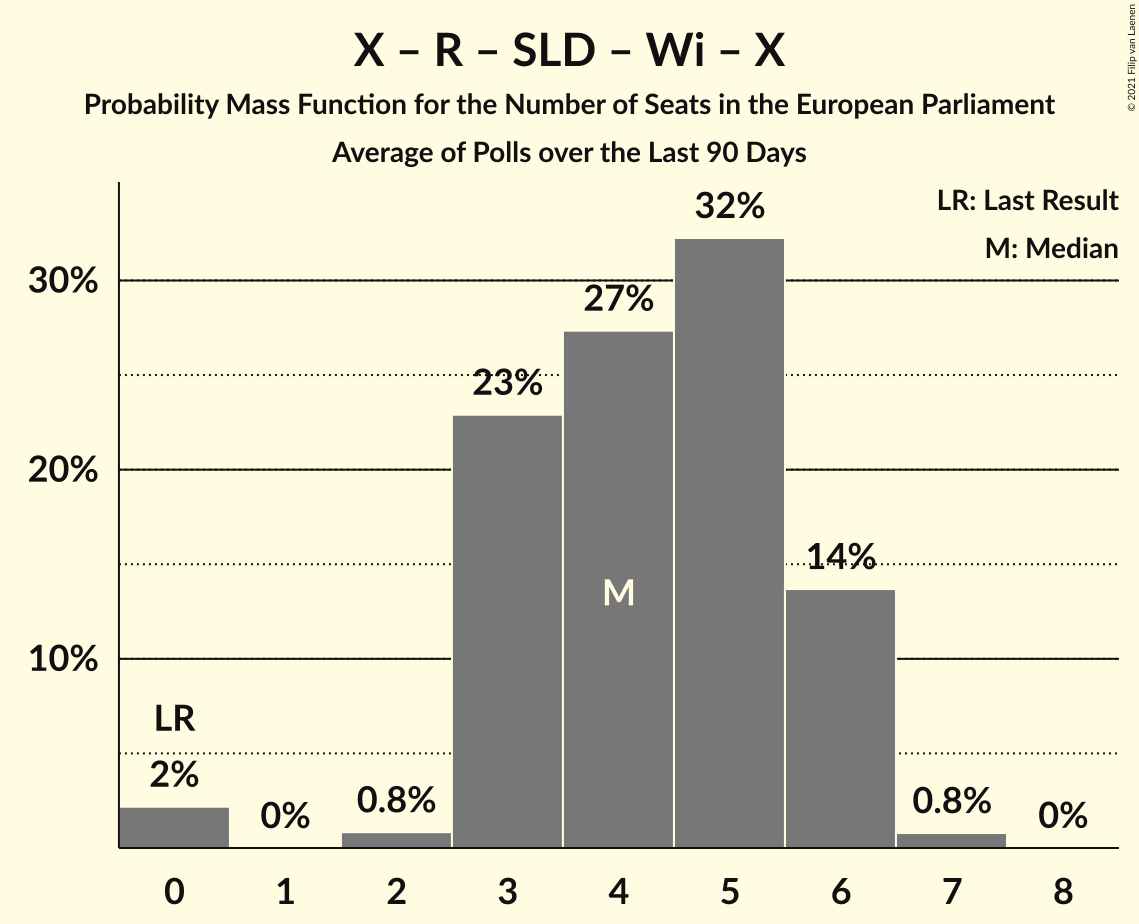 X – R – SLD – Wi – X
Probability Mass Function for the Number of Seats in the European Parliament
Average of Polls over the Last 90 Days
© 2021 Filip van Laenen
LR: Last Result
M: Median
32%
30%
27%
23%
20%
14%
M
10%
LR
2%
0%
0.8%
0.8%
0%
0 1 2 3 4 5 6 7 8